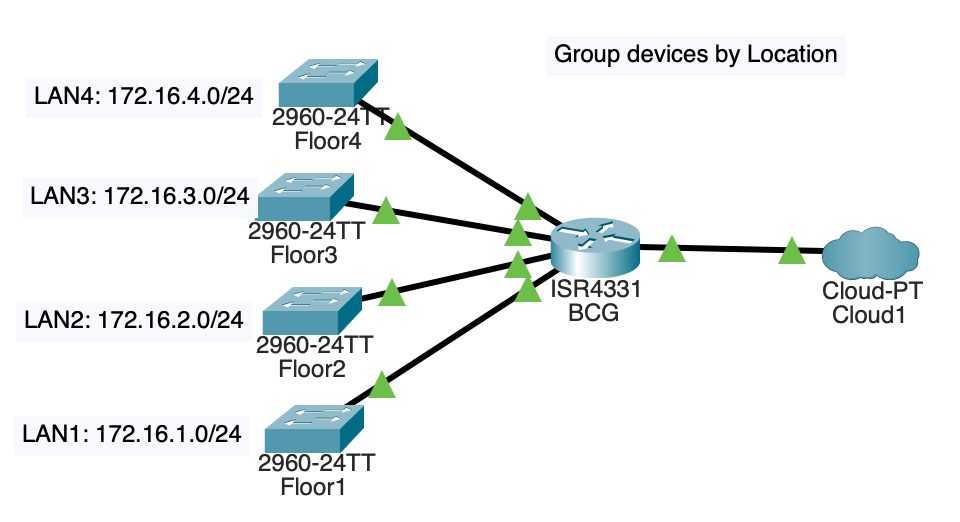 Group devices by Location
LAN4: 172.16.4.0/24
2960-24TT
Floor4
LAN3: 172.16.3.0/24
2960-24TT
Floor3
ISR4331
BCG
Cloud-PT
Cloud1
LAN2: 172.16.2.0/24
2960-24TT
Floor2
LAN1: 172.16.1.0/24
2960-24TT
Floor1